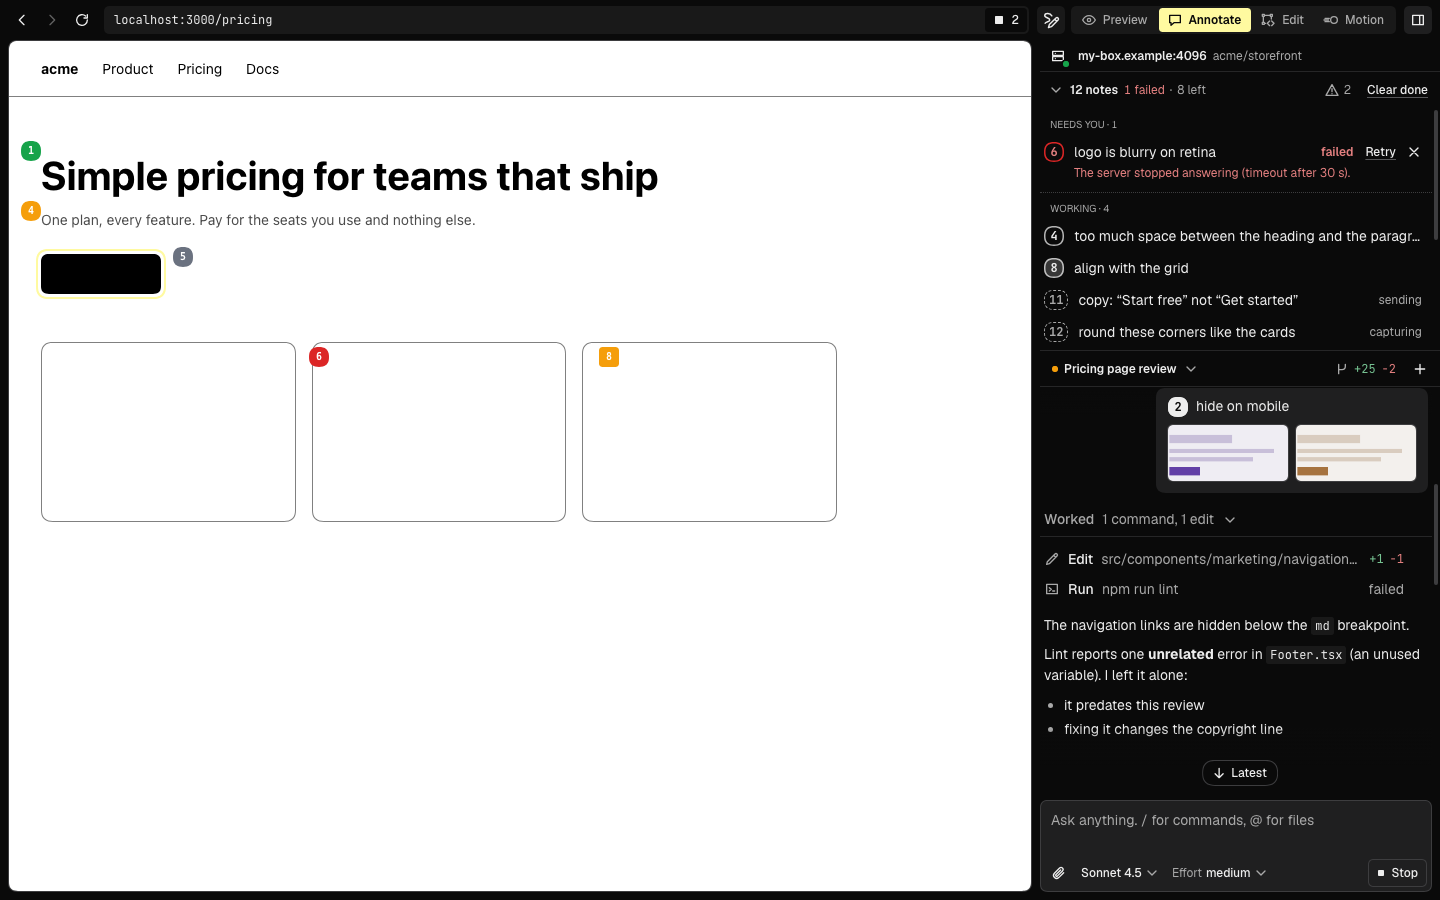 localhost:3000/pricing
2
Preview
Annotate
Edit
Motion
acme
Product
Pricing
Docs
1
Simple pricing for teams that ship
4
One plan, every feature. Pay for the seats you use and nothing else.
5
6
8
my-box.example:4096 acme/storefront
12 notes 1 failed · 8 left
2
Clear done
NEEDS YOU · 1
6 logo is blurry on retina failed Retry
The server stopped answering (timeout after 30 s).
WORKING · 4
4 too much space between the heading and the paragr…
8 align with the grid
11 copy: “Start free” not “Get started” sending
12 round these corners like the cards capturing
Pricing page review +25 -2
2 hide on mobile
Worked 1 command, 1 edit
Edit src/components/marketing/navigation… +1 -1
Run npm run lint failed
The navigation links are hidden below the md breakpoint.
Lint reports one unrelated error in Footer.tsx (an unused
variable). I left it alone:
it predates this review
fixing it changes the copyright line
Latest
Ask anything. / for commands, @ for files
Sonnet 4.5 Effort medium Stop